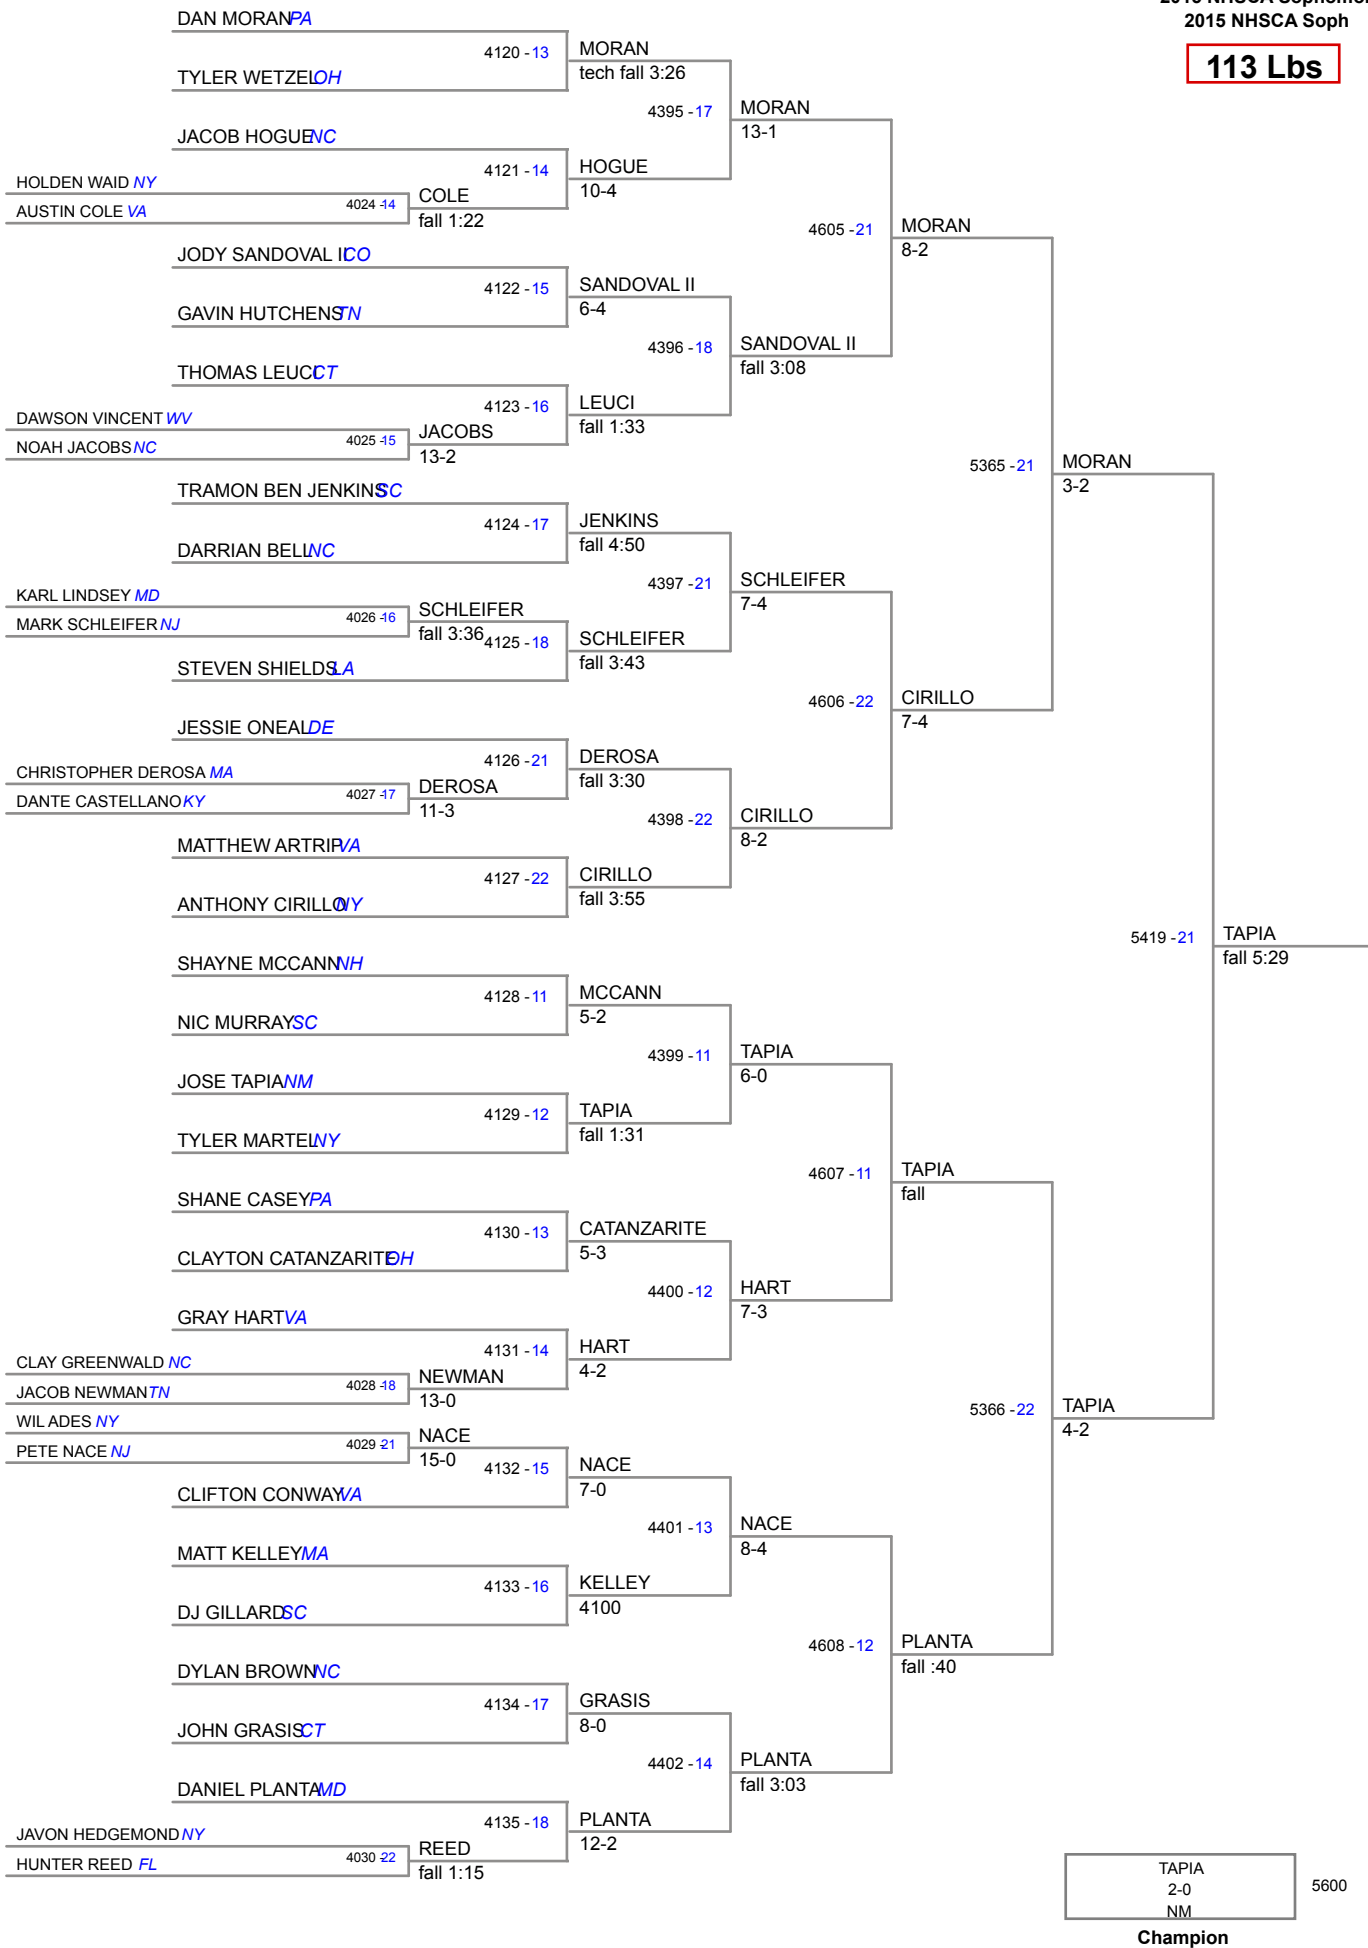 2015 NHSCA Soph
113 Lbs
DAN MORAN PA
4120 - 13
MORAN
tech fall 3:26
TYLER WETZEL OH
4395 - 17
MORAN
13-1
JACOB HOGUE NC
4121 - 14
HOGUE
10-4
HOLDEN WAID NY
4024 -14
COLE
fall 1:22
AUSTIN COLE VA
4605 - 21
MORAN
8-2
JODY SANDOVAL II CO
4122 - 15
SANDOVAL II
6-4
GAVIN HUTCHENS TN
4396 - 18
SANDOVAL II
fall 3:08
THOMAS LEUCI CT
4123 - 16
LEUCI
fall 1:33
DAWSON VINCENT WV
4025 -15
JACOBS
13-2
NOAH JACOBS NC
5365 - 21
MORAN
3-2
TRAMON BEN JENKINS SC
4124 - 17
JENKINS
fall 4:50
DARRIAN BELL NC
4397 - 21
SCHLEIFER
7-4
KARL LINDSEY MD
4026 -16
SCHLEIFER
fall 3:36
MARK SCHLEIFER NJ
4125 - 18
SCHLEIFER
fall 3:43
STEVEN SHIELDS LA
4606 - 22
CIRILLO
7-4
JESSIE ONEAL DE
4126 - 21
DEROSA
fall 3:30
CHRISTOPHER DEROSA MA
4027 -17
DEROSA
11-3
DANTE CASTELLANO KY
4398 - 22
CIRILLO
8-2
MATTHEW ARTRIP VA
4127 - 22
CIRILLO
fall 3:55
ANTHONY CIRILLO NY
5419 - 21
TAPIA
fall 5:29
SHAYNE MCCANN NH
4128 - 11
MCCANN
5-2
NIC MURRAY SC
4399 - 11
TAPIA
6-0
JOSE TAPIA NM
4129 - 12
TAPIA
fall 1:31
TYLER MARTEL NY
4607 - 11
TAPIA
fall
SHANE CASEY PA
4130 - 13
CATANZARITE
5-3
CLAYTON CATANZARITE OH
4400 - 12
HART
7-3
GRAY HART VA
4131 - 14
HART
4-2
CLAY GREENWALD NC
4028 -18
NEWMAN
13-0
JACOB NEWMAN TN
5366 - 22
TAPIA
4-2
WIL ADES NY
4029 -21
NACE
15-0
PETE NACE NJ
4132 - 15
NACE
7-0
CLIFTON CONWAY VA
4401 - 13
NACE
8-4
MATT KELLEY MA
4133 - 16
KELLEY
4100
DJ GILLARD SC
4608 - 12
PLANTA
fall :40
DYLAN BROWN NC
4134 - 17
GRASIS
8-0
JOHN GRASIS CT
4402 - 14
PLANTA
fall 3:03
DANIEL PLANTA MD
4135 - 18
PLANTA
12-2
JAVON HEDGEMOND NY
4030 -22
REED
fall 1:15
HUNTER REED FL
TAPIA
2-0
NM
5600
Champion